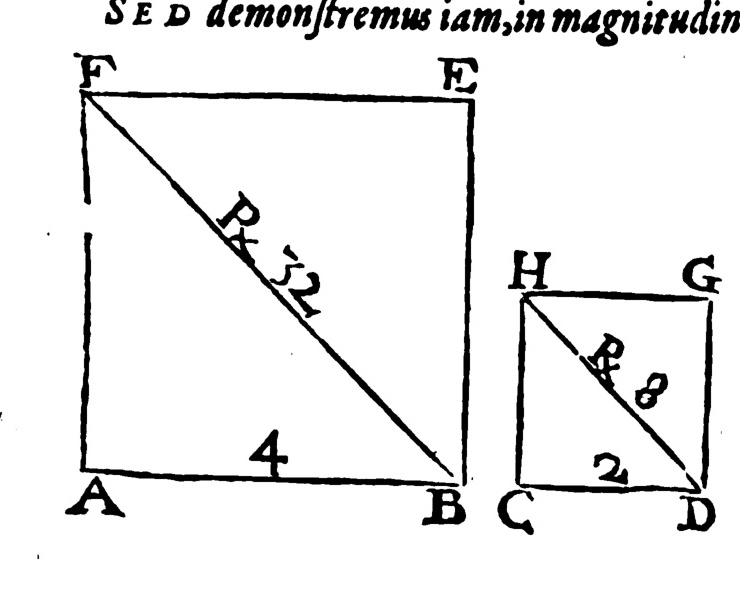 SED demonſtremus iam, in magnitudin
F E
℞ 32
H G
℞ 8
4
2
A B C D